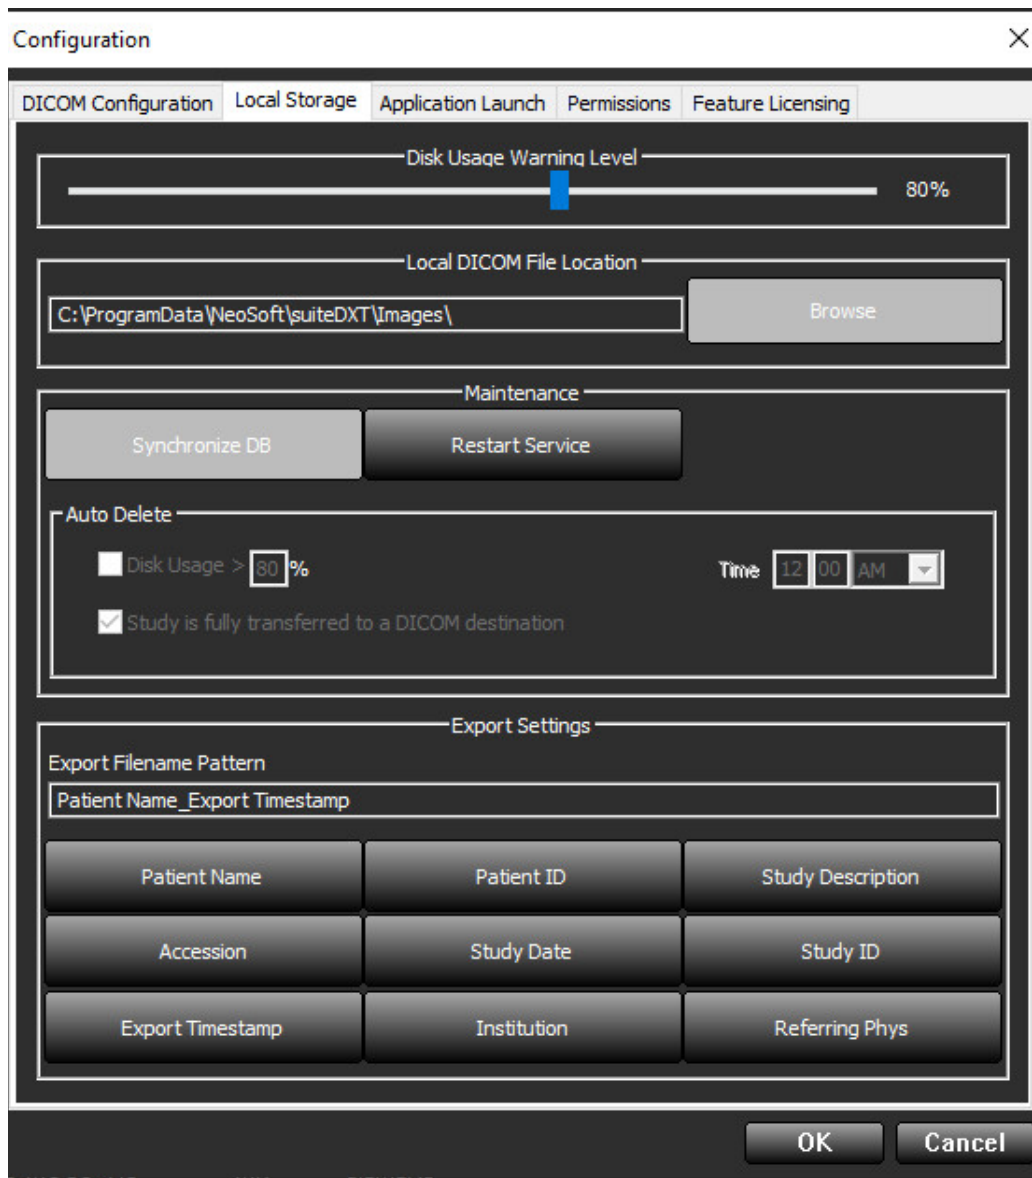 Configuration
DICOM Configuration Local Storage Application Launch Permissions Feature Licensing
Disk Usage Warning Level
80%
Local DICOM File Location
C:\ProgramData\NeoSoft\suiteDXT\Images\ Browse
Maintenance
Synchronize DB Restart Service
Auto Delete
Disk Usage > 80 % Time 12 00 AM
Study is fully transferred to a DICOM destination
Export Settings
Export Filename Pattern
Patient Name_Export Timestamp
Patient Name Patient ID Study Description
Accession Study Date Study ID
Export Timestamp Institution Referring Phys
OK Cancel